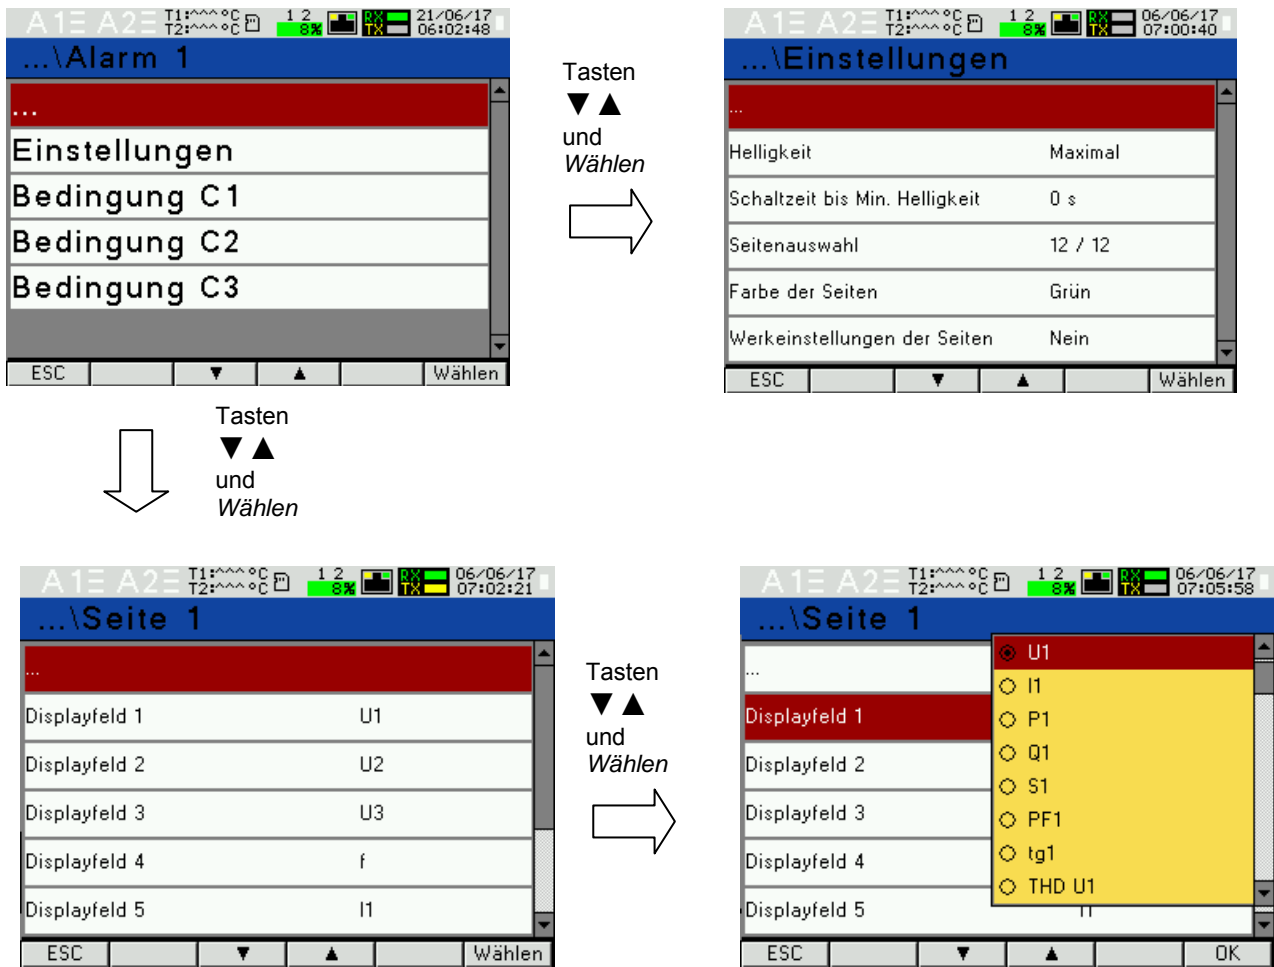 A1 A2 T1:^^^°C 1 2 RX 21/06/17
T2:^^^°C 8% TX 06:02:48
...\Alarm 1
...
Einstellungen
Bedingung C1
Bedingung C2
Bedingung C3
ESC ▼ ▲ Wählen
Tasten
▼ ▲
und
Wählen
A1 A2 T1:^^^°C 1 2 RX 06/06/17
T2:^^^°C 8% TX 07:00:40
...\Einstellungen
...
Helligkeit Maximal
Schaltzeit bis Min. Helligkeit 0 s
Seitenauswahl 12 / 12
Farbe der Seiten Grün
Werkeinstellungen der Seiten Nein
ESC ▼ ▲ Wählen
Tasten
▼ ▲
und
Wählen
A1 A2 T1:^^^°C 1 2 RX 06/06/17
T2:^^^°C 8% TX 07:02:21
...\Seite 1
...
Displayfeld 1 U1
Displayfeld 2 U2
Displayfeld 3 U3
Displayfeld 4 f
Displayfeld 5 I1
ESC ▼ ▲ Wählen
Tasten
▼ ▲
und
Wählen
A1 A2 T1:^^^°C 1 2 RX 06/06/17
T2:^^^°C 8% TX 07:05:58
...\Seite 1
...
Displayfeld 1
Displayfeld 2
Displayfeld 3
Displayfeld 4
Displayfeld 5
U1
I1
P1
Q1
S1
PF1
tg1
THD U1
ESC ▼ ▲ OK